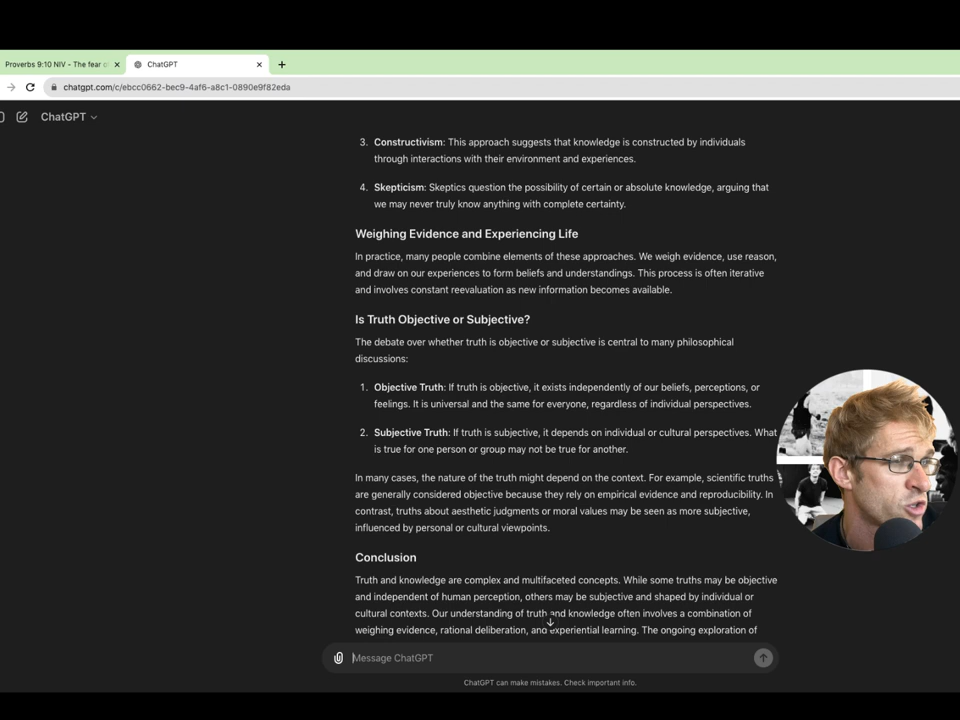 Proverbs 9:10 NIV - The fear o
ChatGPT
chatgpt.com/c/ebcc0662-bec9-4af6-a8c1-0890e9f82eda
ChatGPT
3. Constructivism: This approach suggests that knowledge is constructed by individuals
through interactions with their environment and experiences.
4. Skepticism: Skeptics question the possibility of certain or absolute knowledge, arguing that
we may never truly know anything with complete certainty.
Weighing Evidence and Experiencing Life
In practice, many people combine elements of these approaches. We weigh evidence, use reason,
and draw on our experiences to form beliefs and understandings. This process is often iterative
and involves constant reevaluation as new information becomes available.
Is Truth Objective or Subjective?
The debate over whether truth is objective or subjective is central to many philosophical
discussions:
1. Objective Truth: If truth is objective, it exists independently of our beliefs, perceptions, or
feelings. It is universal and the same for everyone, regardless of individual perspectives.
2. Subjective Truth: If truth is subjective, it depends on individual or cultural perspectives. What
is true for one person or group may not be true for another.
In many cases, the nature of the truth might depend on the context. For example, scientific truths
are generally considered objective because they rely on empirical evidence and reproducibility. In
contrast, truths about aesthetic judgments or moral values may be seen as more subjective,
influenced by personal or cultural viewpoints.
Conclusion
Truth and knowledge are complex and multifaceted concepts. While some truths may be objective
and independent of human perception, others may be subjective and shaped by individual or
cultural contexts. Our understanding of truth and knowledge often involves a combination of
weighing evidence, rational deliberation, and experiential learning. The ongoing exploration of
Message ChatGPT
ChatGPT can make mistakes. Check important info.